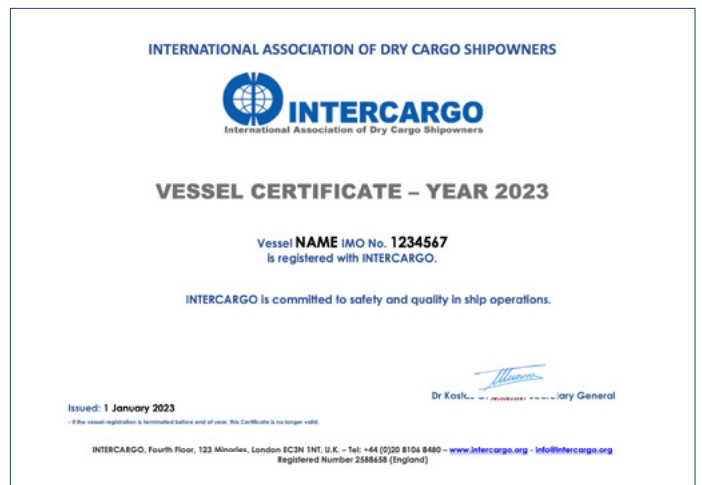 INTERNATIONAL ASSOCIATION OF DRY CARGO SHIPOWNERS
INTERCARGO
International Association of Dry Cargo Shipowners
VESSEL CERTIFICATE – YEAR 2023
Vessel NAME IMO No. 1234567
is registered with INTERCARGO.
INTERCARGO is committed to safety and quality in ship operations.
Dr General
Issued: 1 January 2023
- If the vessel registration is terminated before end of year, this Certificate is no longer valid.
INTERCARGO, Fourth Floor, 123 Minories, London EC3N 1NT, U.K. – Tel: +44 (0)20 8106 8480 – www.intercargo.org - info@intercargo.org
Registered Number 2588658 (England)